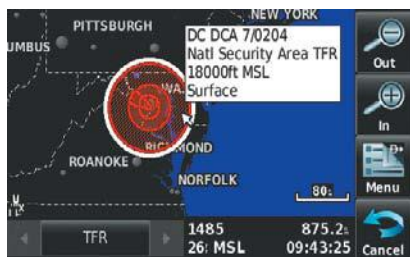 NEW YORK
PITTSBURGH
UMBUS
DC DCA 7/0204
Natl Security Area TFR
18000ft MSL
Surface
WA
RICHMOND
ROANOKE
NORFOLK
80
Out
In
Menu
TFR
1485
875.2
26 MSL
09:43:25
Cancel